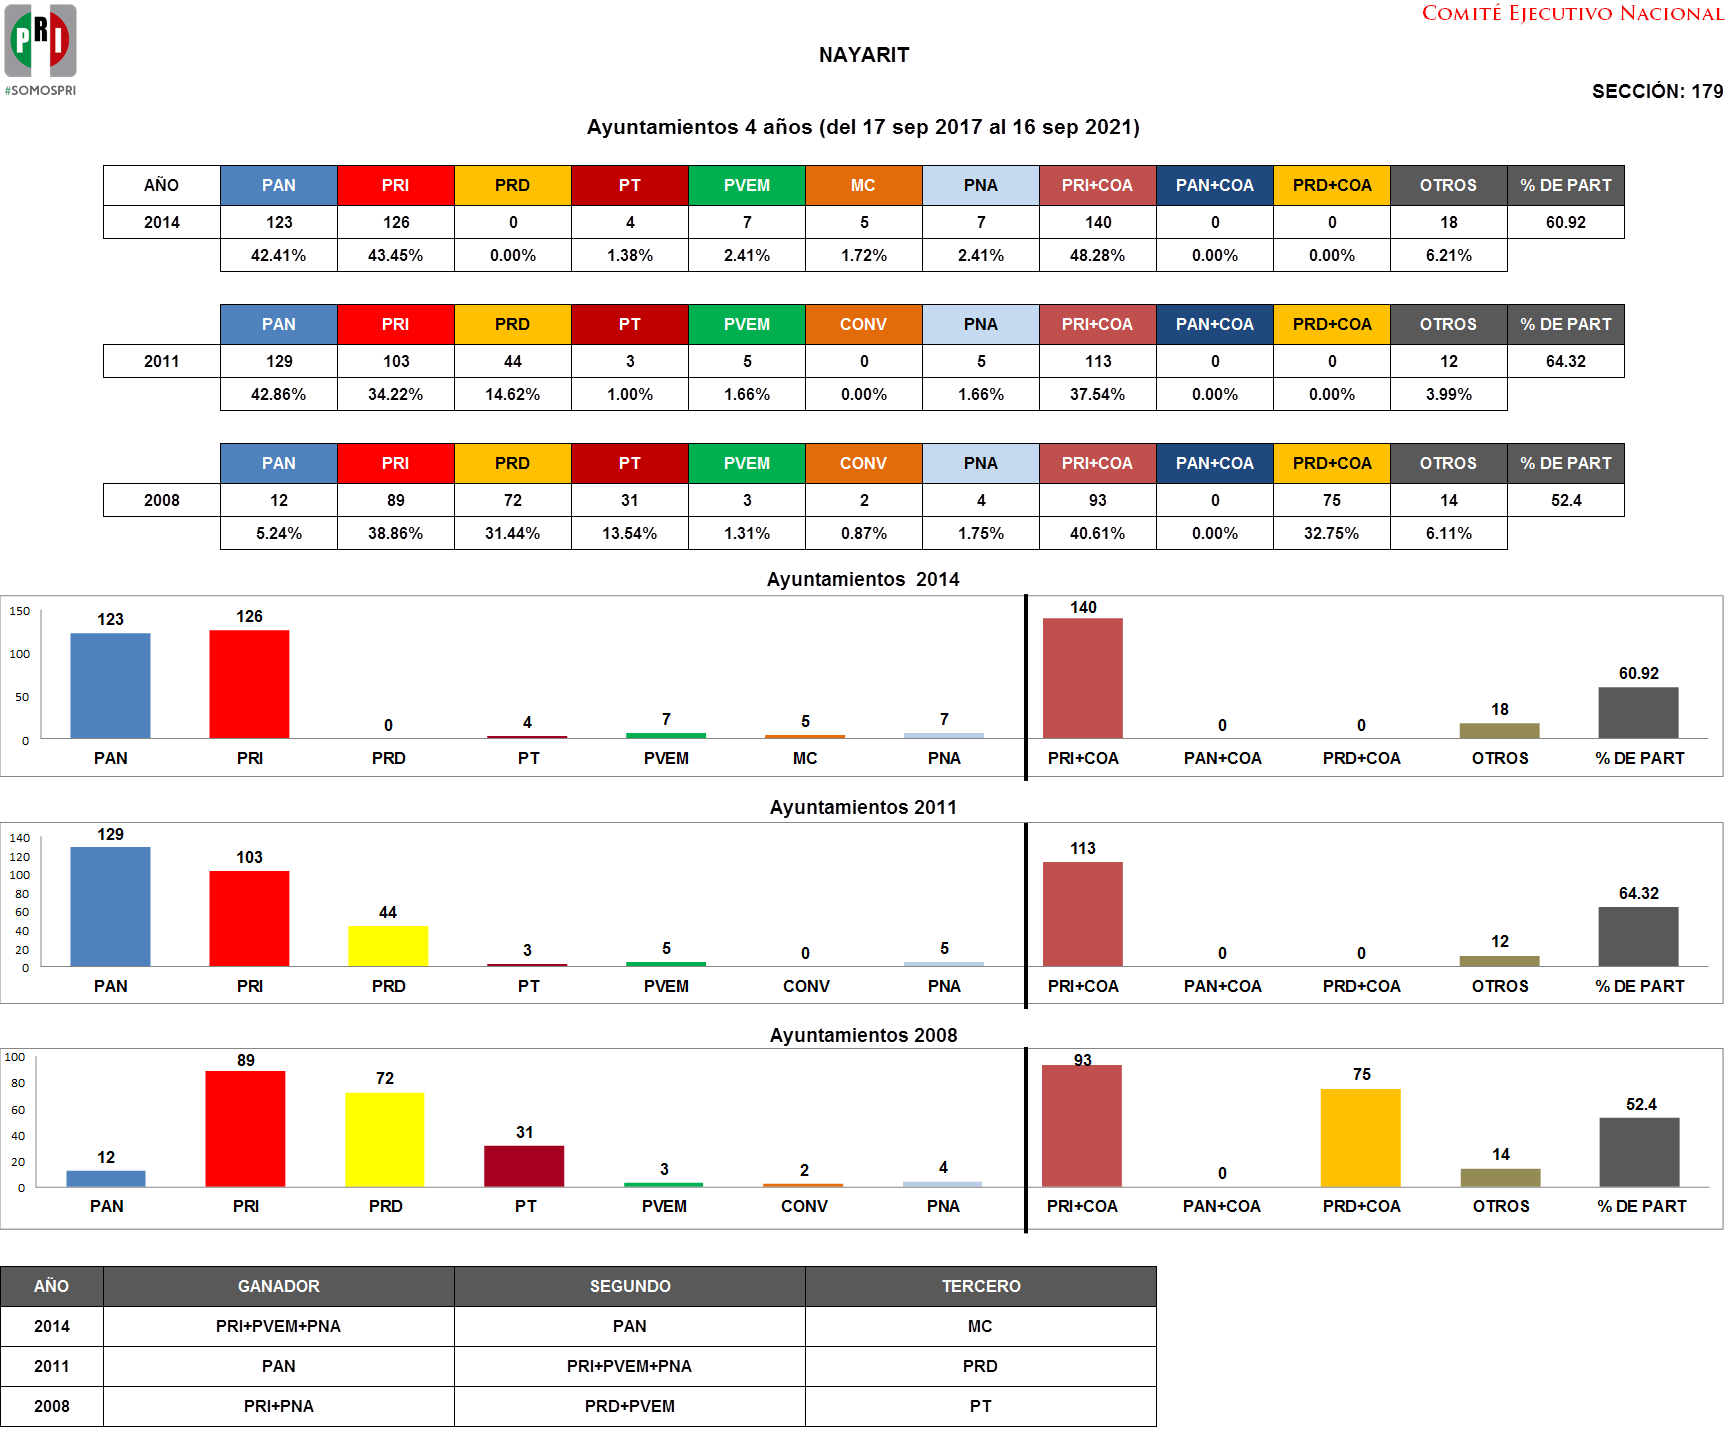 PRI
#SOMOSPRI
COMITÉ EJECUTIVO NACIONAL
NAYARIT
SECCIÓN: 179
Ayuntamientos 4 años (del 17 sep 2017 al 16 sep 2021)
AÑO PAN PRI PRD PT PVEM MC PNA PRI+COA PAN+COA PRD+COA OTROS % DE PART
2014 123 126 0 4 7 5 7 140 0 0 18 60.92
42.41% 43.45% 0.00% 1.38% 2.41% 1.72% 2.41% 48.28% 0.00% 0.00% 6.21%
PAN PRI PRD PT PVEM CONV PNA PRI+COA PAN+COA PRD+COA OTROS % DE PART
2011 129 103 44 3 5 0 5 113 0 0 12 64.32
42.86% 34.22% 14.62% 1.00% 1.66% 0.00% 1.66% 37.54% 0.00% 0.00% 3.99%
PAN PRI PRD PT PVEM CONV PNA PRI+COA PAN+COA PRD+COA OTROS % DE PART
2008 12 89 72 31 3 2 4 93 0 75 14 52.4
5.24% 38.86% 31.44% 13.54% 1.31% 0.87% 1.75% 40.61% 0.00% 32.75% 6.11%
Ayuntamientos 2014
150
100
50
0
123 126 0 4 7 5 7 140 0 0 18 60.92
PAN PRI PRD PT PVEM MC PNA PRI+COA PAN+COA PRD+COA OTROS % DE PART
Ayuntamientos 2011
140
120
100
80
60
40
20
0
129 103 44 3 5 0 5 113 0 0 12 64.32
PAN PRI PRD PT PVEM CONV PNA PRI+COA PAN+COA PRD+COA OTROS % DE PART
Ayuntamientos 2008
100
80
60
40
20
0
12 89 72 31 3 2 4 93 0 75 14 52.4
PAN PRI PRD PT PVEM CONV PNA PRI+COA PAN+COA PRD+COA OTROS % DE PART
AÑO GANADOR SEGUNDO TERCERO
2014 PRI+PVEM+PNA PAN MC
2011 PAN PRI+PVEM+PNA PRD
2008 PRI+PNA PRD+PVEM PT